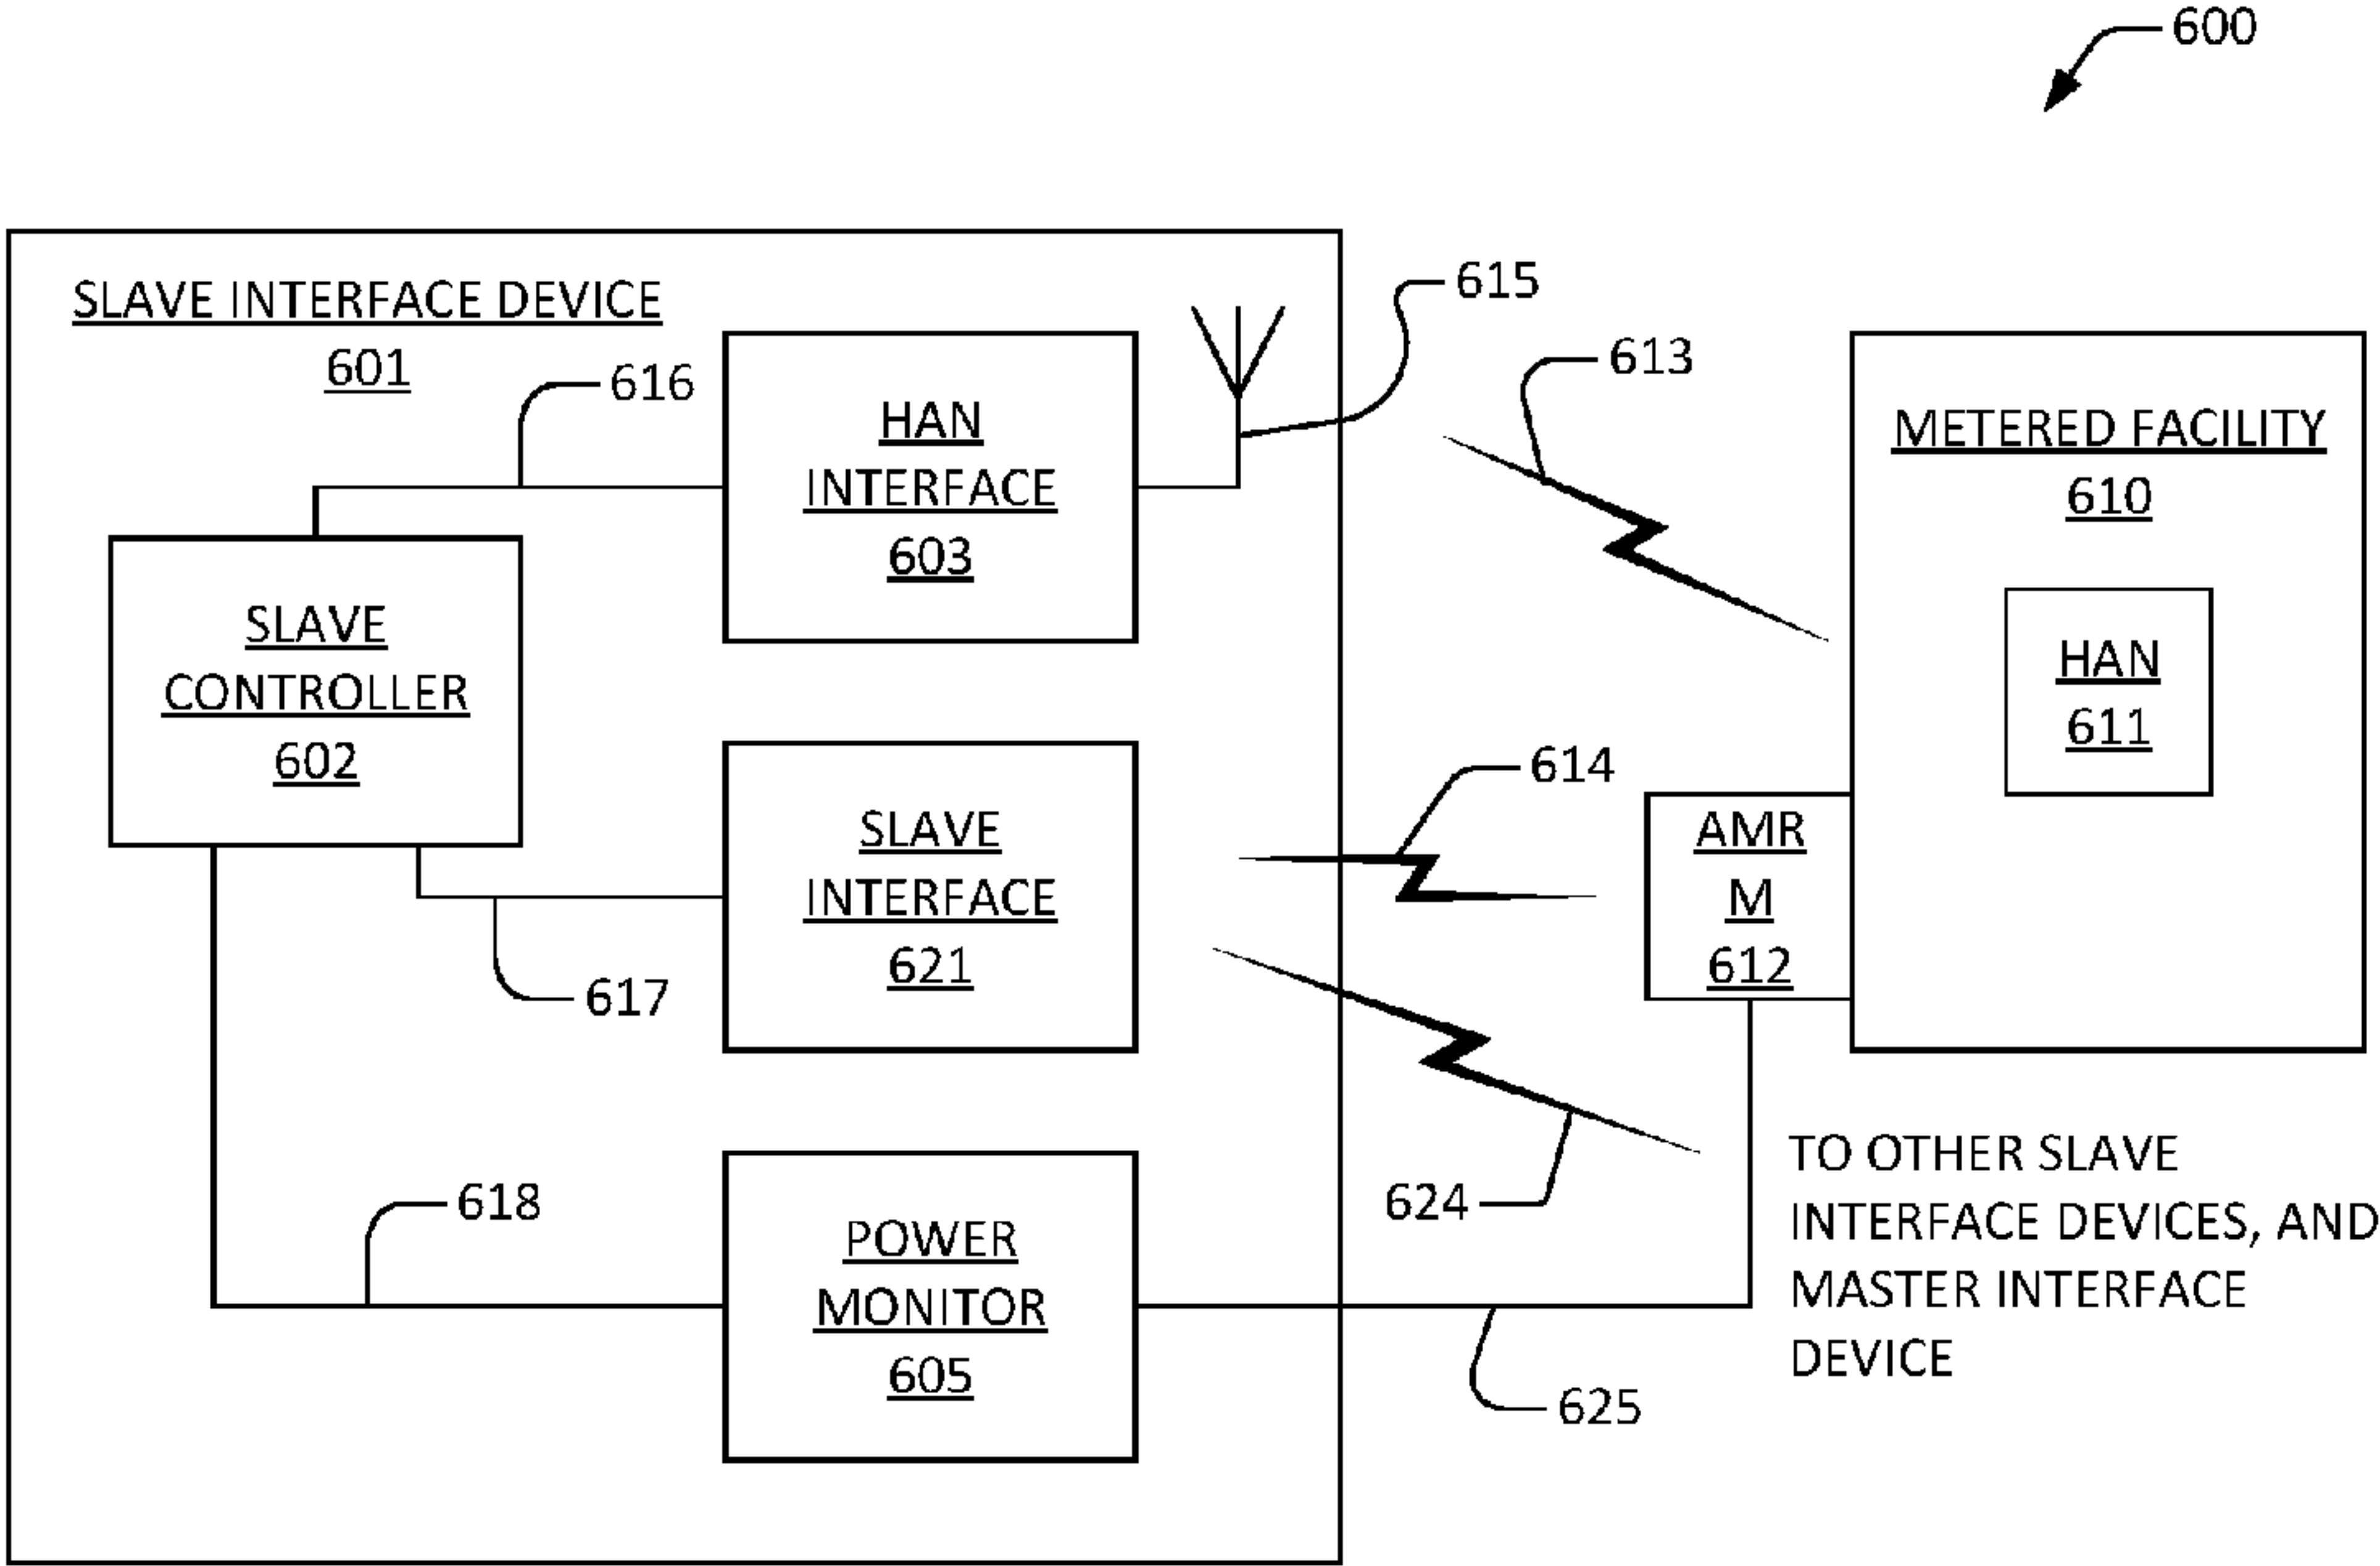 600
SLAVE INTERFACE DEVICE
601
616
HAN
INTERFACE
603
615
613
METERED FACILITY
610
HAN
611
SLAVE
CONTROLLER
602
617
SLAVE
INTERFACE
621
614
AMR
M
612
624
618
POWER
MONITOR
605
625
TO OTHER SLAVE
INTERFACE DEVICES, AND
MASTER INTERFACE
DEVICE